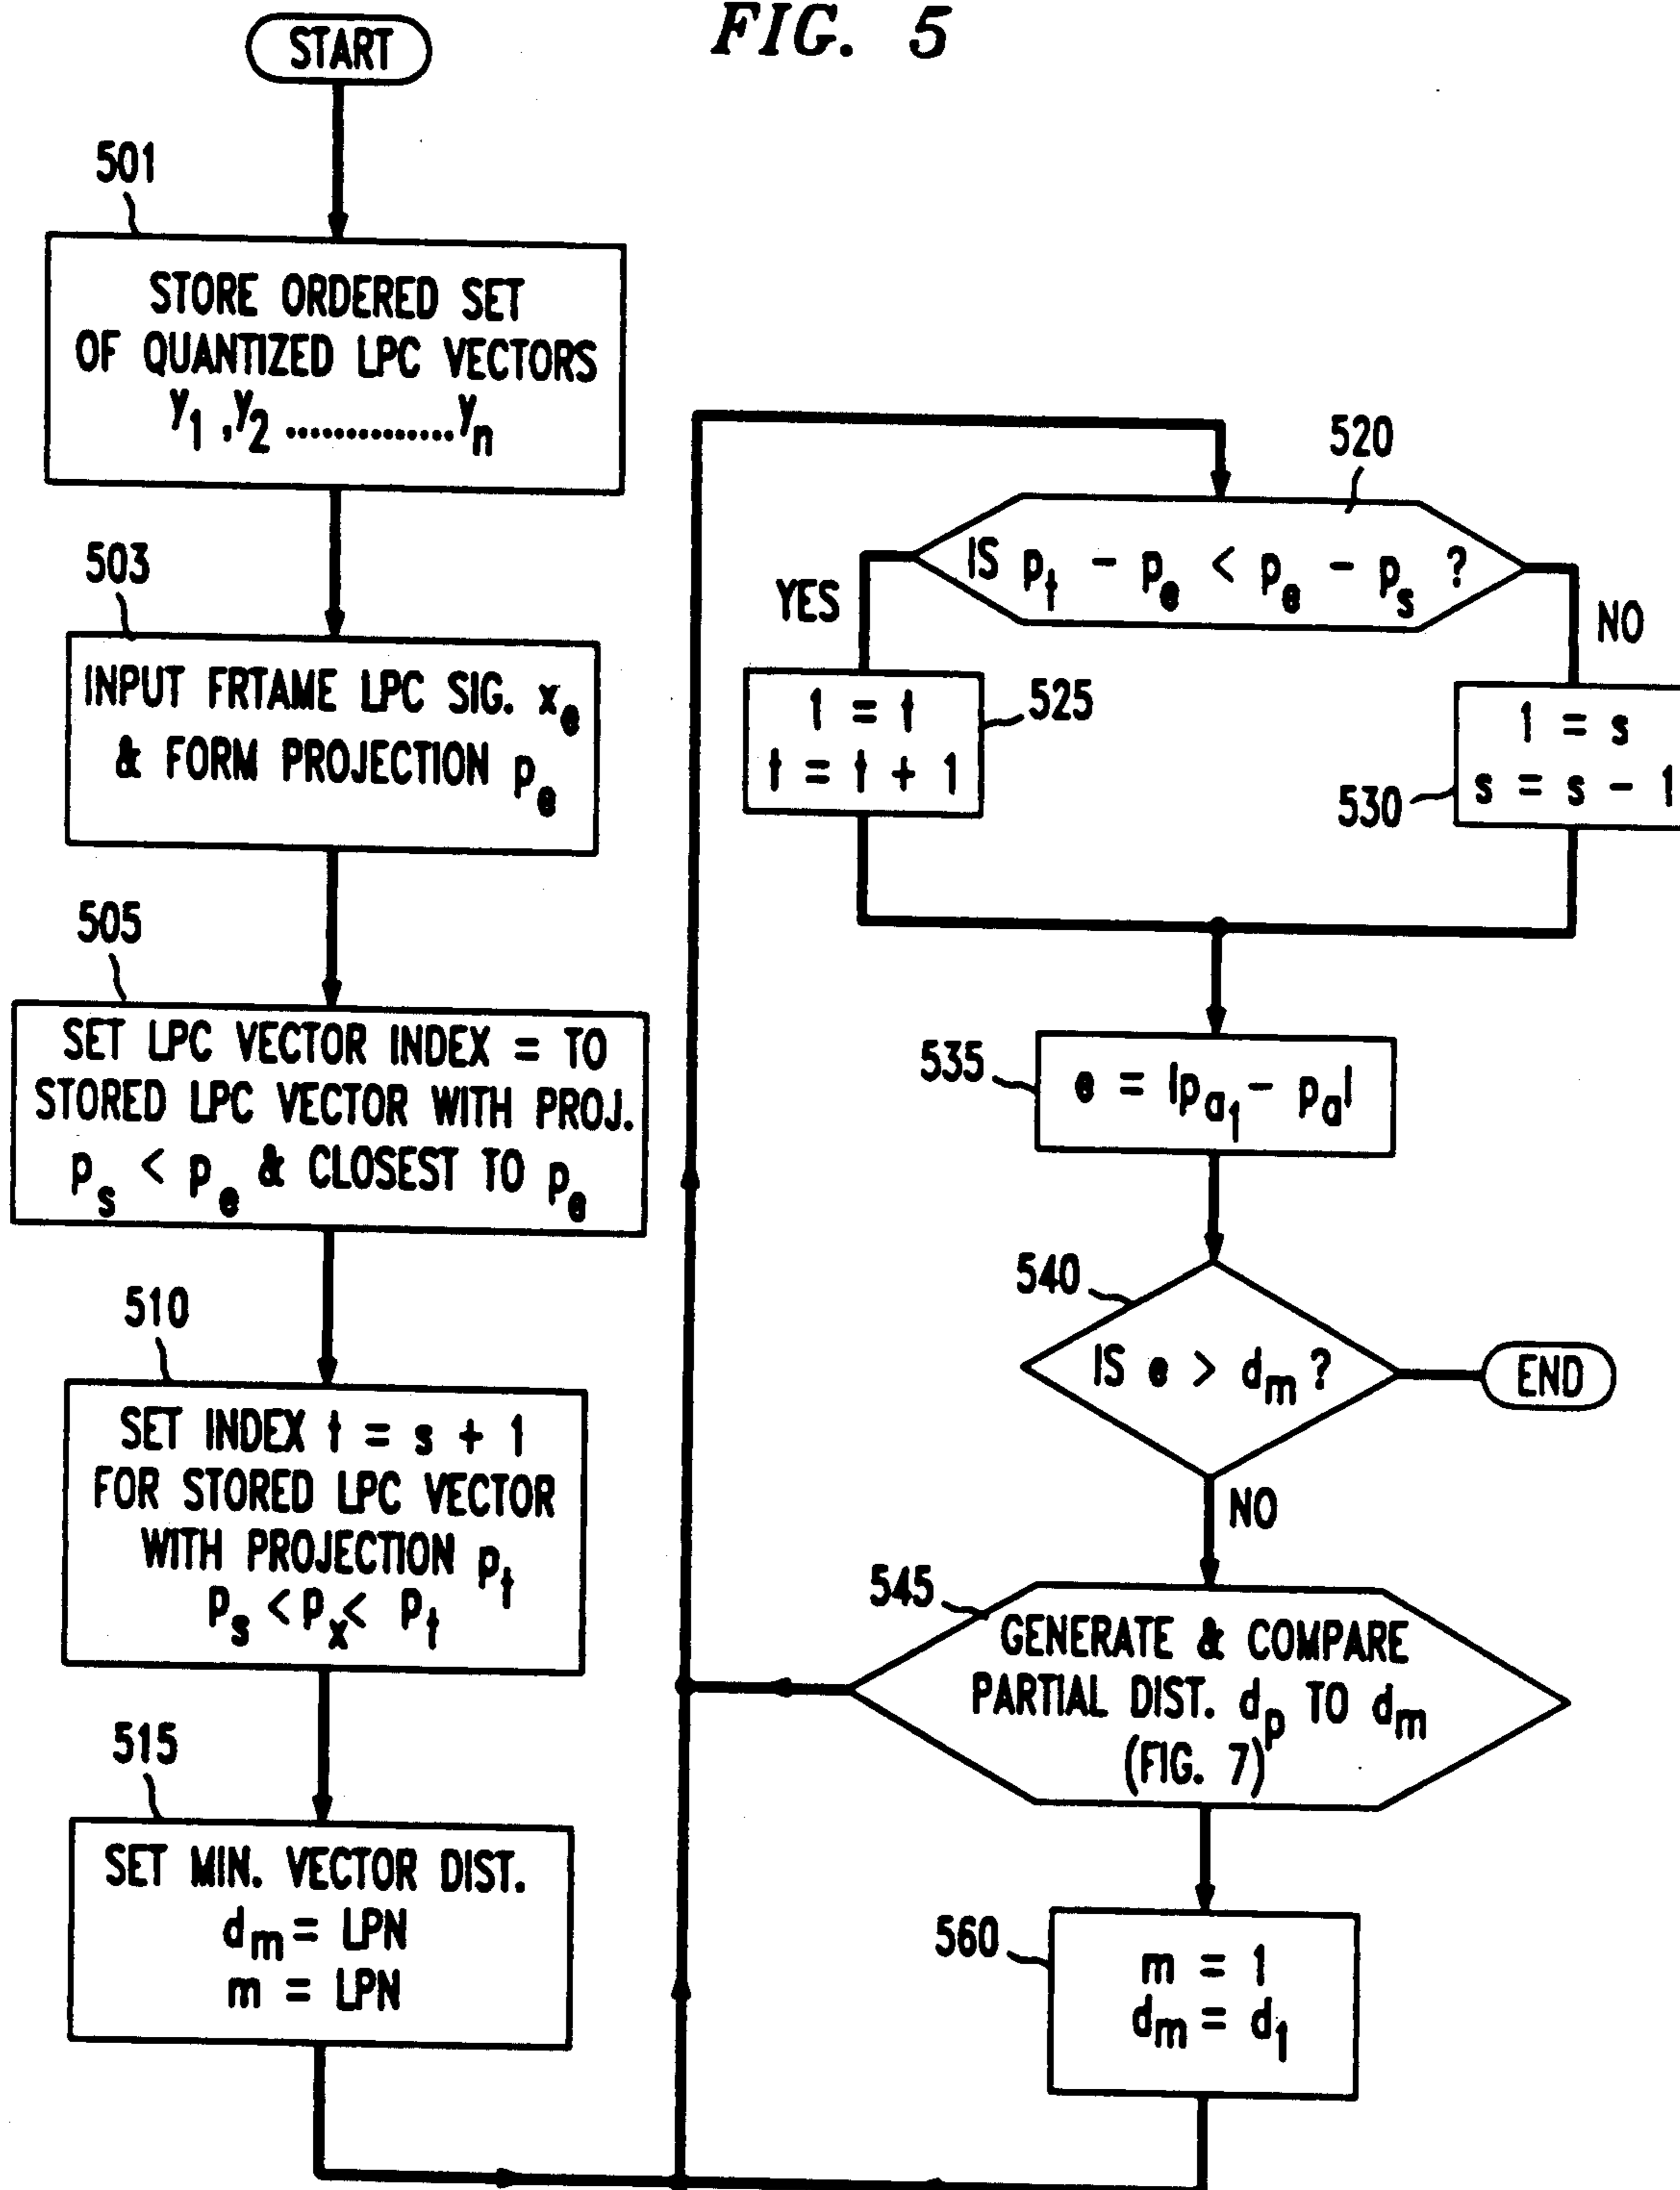 FIG. 5
START
501
STORE ORDERED SET
OF QUANTIZED LPC VECTORS
y1 ,y2 ..............yn
503
INPUT FRTAME LPC SIG. xe
& FORM PROJECTION pe
505
SET LPC VECTOR INDEX = TO
STORED LPC VECTOR WITH PROJ.
ps < pe & CLOSEST TO pe
510
SET INDEX t = s + 1
FOR STORED LPC VECTOR
WITH PROJECTION pt
ps < px < pt
515
SET MIN. VECTOR DIST.
dm = LPN
m = LPN
520
IS pt - pe < pe - ps ?
YES
NO
1 = t
t = t + 1
525
1 = s
s = s - 1
530
535
e = |pa1 - pa|
540
IS e > dm ?
END
NO
545
GENERATE & COMPARE
PARTIAL DIST. dp TO dm
(FIG. 7)
560
m = 1
dm = d1